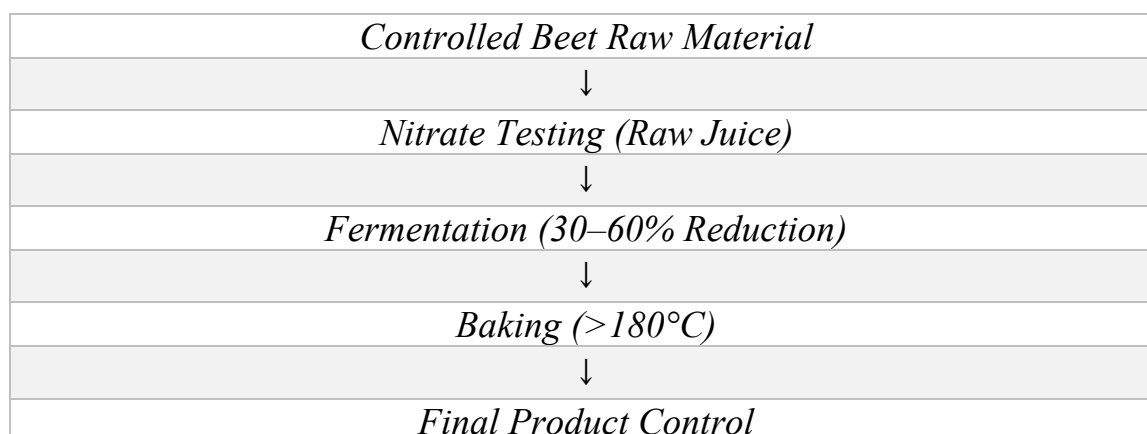 Controlled Beet Raw Material
↓
Nitrate Testing (Raw Juice)
↓
Fermentation (30–60% Reduction)
↓
Baking (>180°C)
↓
Final Product Control